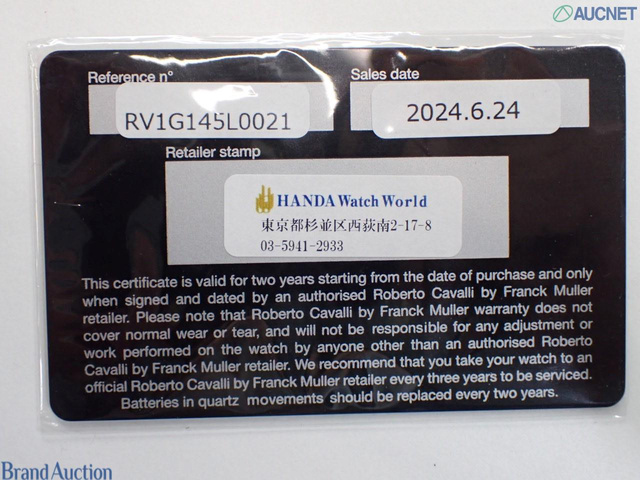 AUCNET
Reference n°
Sales date
RV1G145L0021
2024.6.24
Retailer stamp
HANDA Watch World
東京都杉並区西荻南2-17-8
03-5941-2933
This certificate is valid for two years starting from the date of purchase and only
when signed and dated by an authorised Roberto Cavalli by Franck Muller
retailer. Please note that Roberto Cavalli by Franck Muller warranty does not
cover normal wear or tear, and will not be responsible for any adjustment or
work performed on the watch by anyone other than an authorised Roberto
Cavalli by Franck Muller retailer. We recommend that you take your watch to an
official Roberto Cavalli by Franck Muller retailer every three years to be serviced.
Batteries in quartz movements should be replaced every two years.
Brand Auction